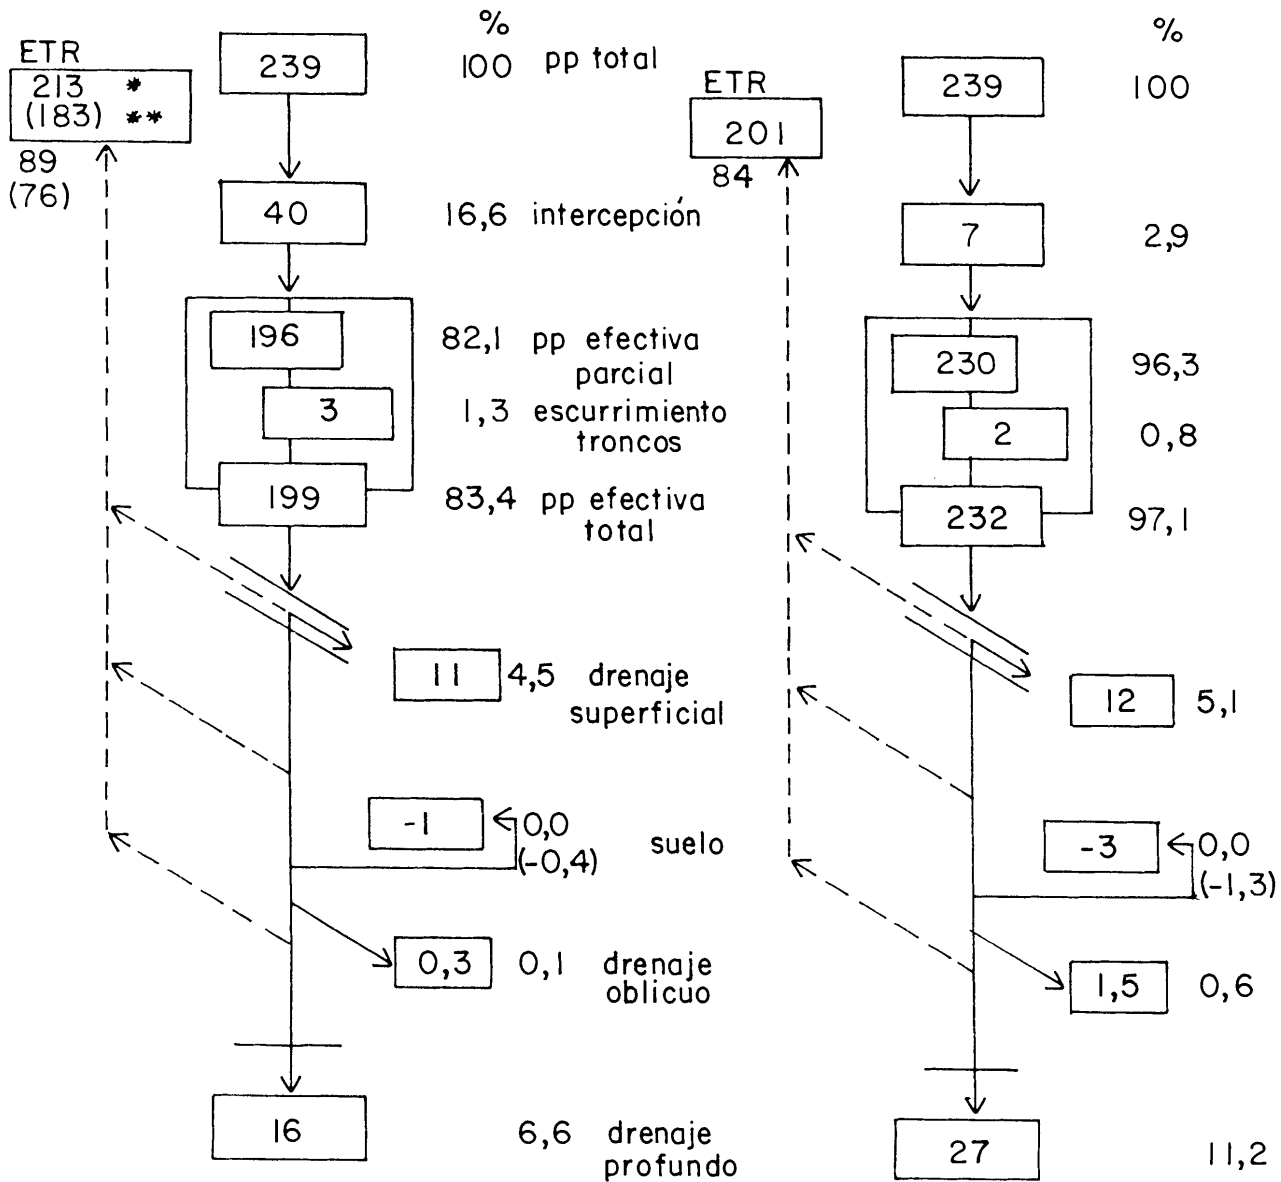 %
ETR
239
100 pp total
213 *
(183) **
89
(76)
40
16,6 intercepción
196
82,1 pp efectiva
parcial
3
1,3 escurrimiento
troncos
199
83,4 pp efectiva
total
11
4,5 drenaje
superficial
-1
0,0
(-0,4)
suelo
0,3
0,1 drenaje
oblicuo
16
6,6 drenaje
profundo
%
ETR
239
100
201
84
7
2,9
230
96,3
2
0,8
232
97,1
12
5,1
-3
0,0
(-1,3)
1,5
0,6
27
11,2